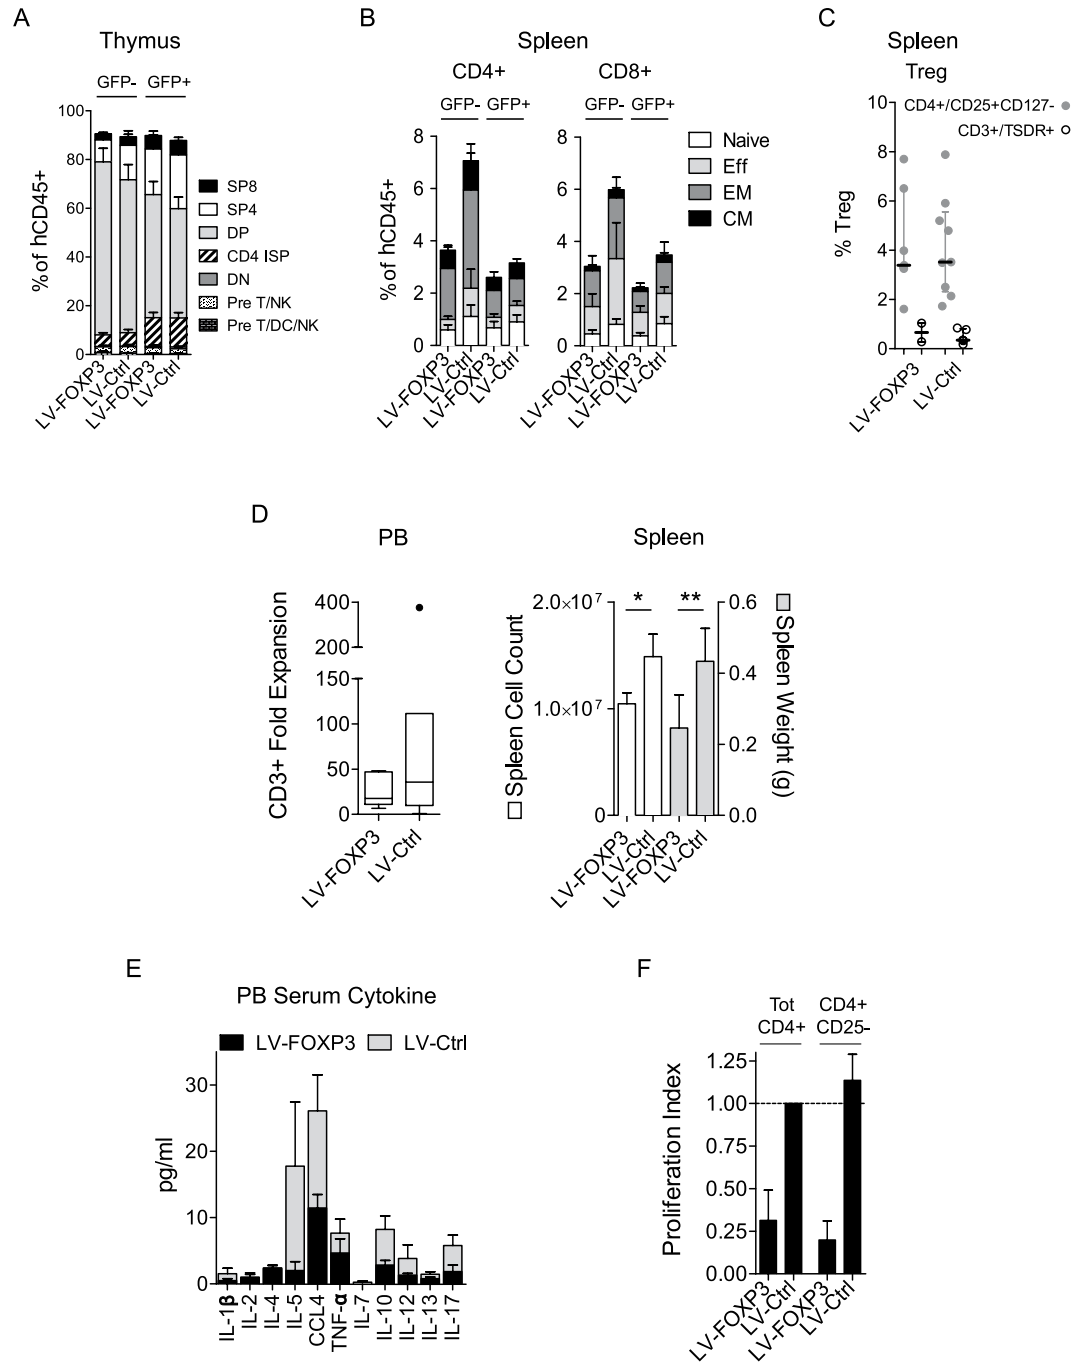 A
Thymus
GFP- GFP+
% of hCD45+
100
80
60
40
20
0
SP8
SP4
DP
CD4 ISP
DN
Pre T/NK
Pre T/DC/NK
LV-FOXP3
LV-Ctrl
LV-FOXP3
LV-Ctrl
B
Spleen
CD4+
CD8+
GFP- GFP+
GFP- GFP+
% of hCD45+
8
6
4
2
0
8
6
4
2
0
Naive
Eff
EM
CM
LV-FOXP3
LV-Ctrl
LV-FOXP3
LV-Ctrl
LV-FOXP3
LV-Ctrl
LV-FOXP3
LV-Ctrl
C
Spleen
Treg
CD4+/CD25+CD127-
CD3+/TSDR+
% Treg
10
8
6
4
2
0
LV-FOXP3
LV-Ctrl
D
PB
CD3+ Fold Expansion
400
200
150
100
50
0
LV-FOXP3
LV-Ctrl
Spleen
Spleen Cell Count
2.0×10⁷
1.0×10⁷
0
* **
0.6
0.4
0.2
0.0
Spleen Weight (g)
LV-FOXP3
LV-Ctrl
LV-FOXP3
LV-Ctrl
E
PB Serum Cytokine
LV-FOXP3 LV-Ctrl
pg/ml
30
20
10
0
IL-1β
IL-2
IL-4
IL-5
CCL4
TNF-α
IL-7
IL-10
IL-12
IL-13
IL-17
F
Tot CD4+
CD4+ CD25-
Proliferation Index
1.25
1.00
0.75
0.50
0.25
0.00
LV-FOXP3
LV-Ctrl
LV-FOXP3
LV-Ctrl